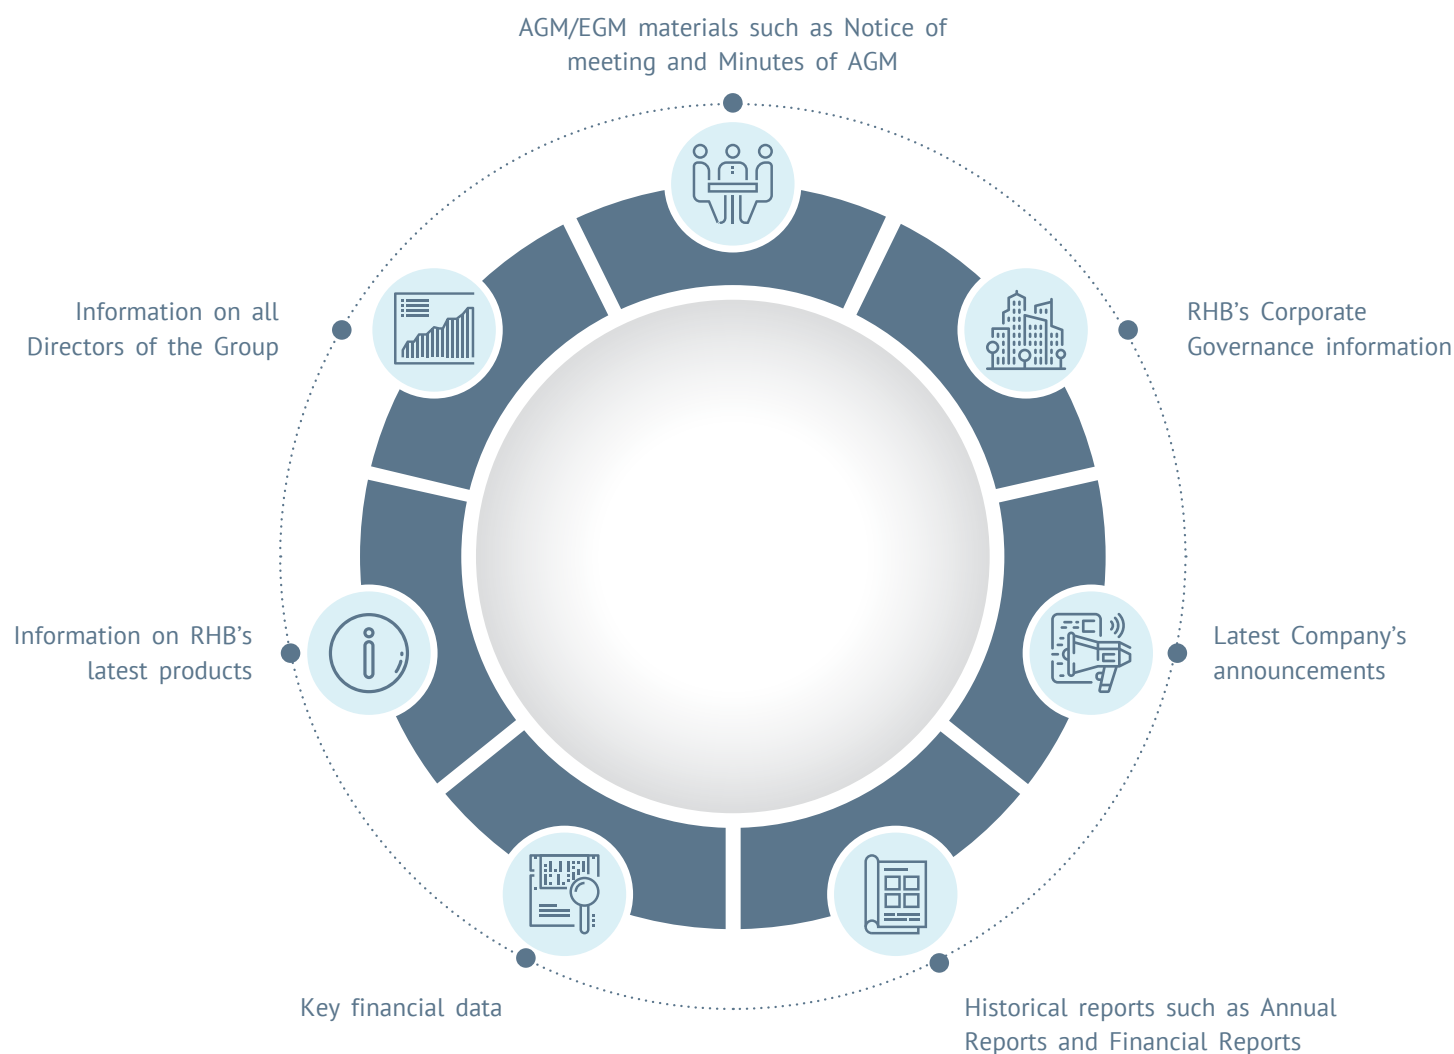 AGM/EGM materials such as Notice of
meeting and Minutes of AGM
Information on all
Directors of the Group
RHB's Corporate
Governance information
Information on RHB's
latest products
Latest Company's
announcements
Key financial data
Historical reports such as Annual
Reports and Financial Reports